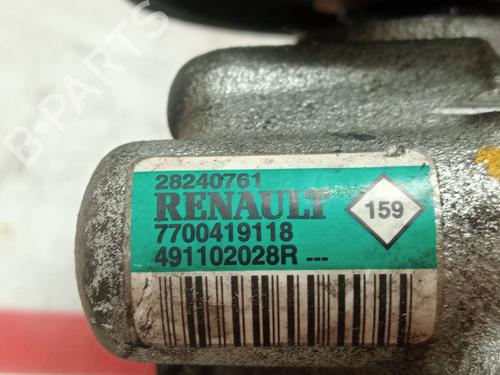 B-PARTS
28240761
RENAULT
159
7700419118
491102028R ---